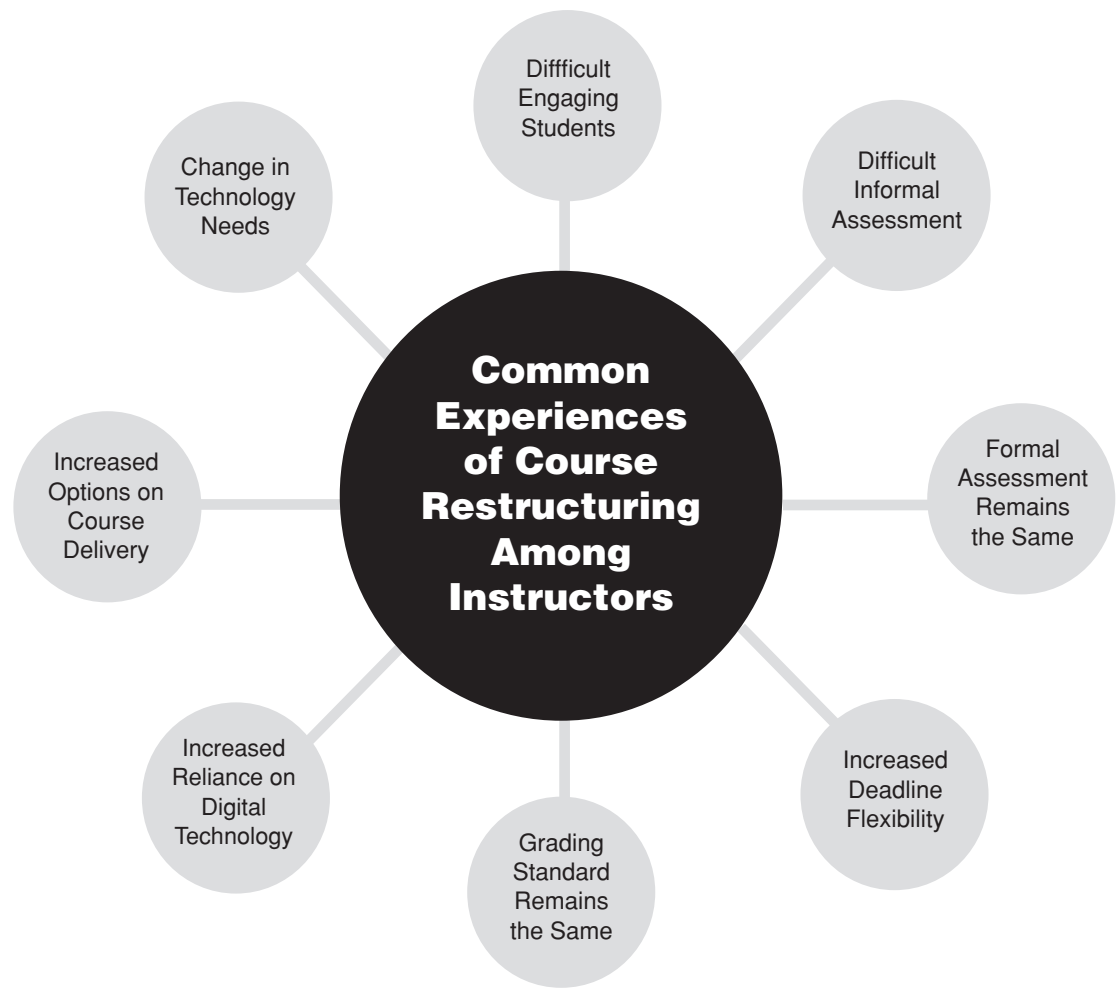 Diffficult
Engaging
Students
Difficult
Informal
Assessment
Formal
Assessment
Remains
the Same
Increased
Deadline
Flexibility
Grading
Standard
Remains
the Same
Increased
Reliance on
Digital
Technology
Increased
Options on
Course
Delivery
Change in
Technology
Needs
Common
Experiences
of Course
Restructuring
Among
Instructors